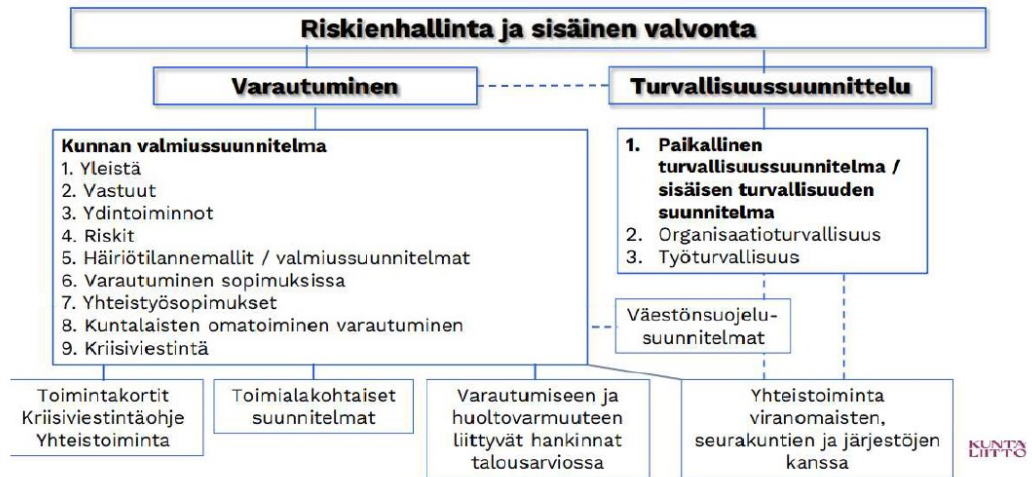 Riskienhallinta ja sisäinen valvonta
Varautuminen
Turvallisuussuunnittelu
Kunnan valmiussuunnitelma
1. Yleistä
2. Vastuut
3. Ydintoiminnot
4. Riskit
5. Häiriötilannemallit / valmiussuunnitelmat
6. Varautuminen sopimuksissa
7. Yhteistyösopimukset
8. Kuntalaisten omatoiminen varautuminen
9. Kriisiviestintä
1. Paikallinen
turvallisuussuunnitelma /
sisäisen turvallisuuden
suunnitelma
2. Organisaatioturvallisuus
3. Työturvallisuus
Väestönsuojelu-
suunnitelmat
Toimintakortit
Kriisiviestintäohje
Yhteistoiminta
Toimialakohtaiset
suunnitelmat
Varautumiseen ja
huoltovarmuuteen
liittyvät hankinnat
talousarviossa
Yhteistoiminta
viranomaisten,
seurakuntien ja järjestöjen
kanssa
KUNTA
LIITTO